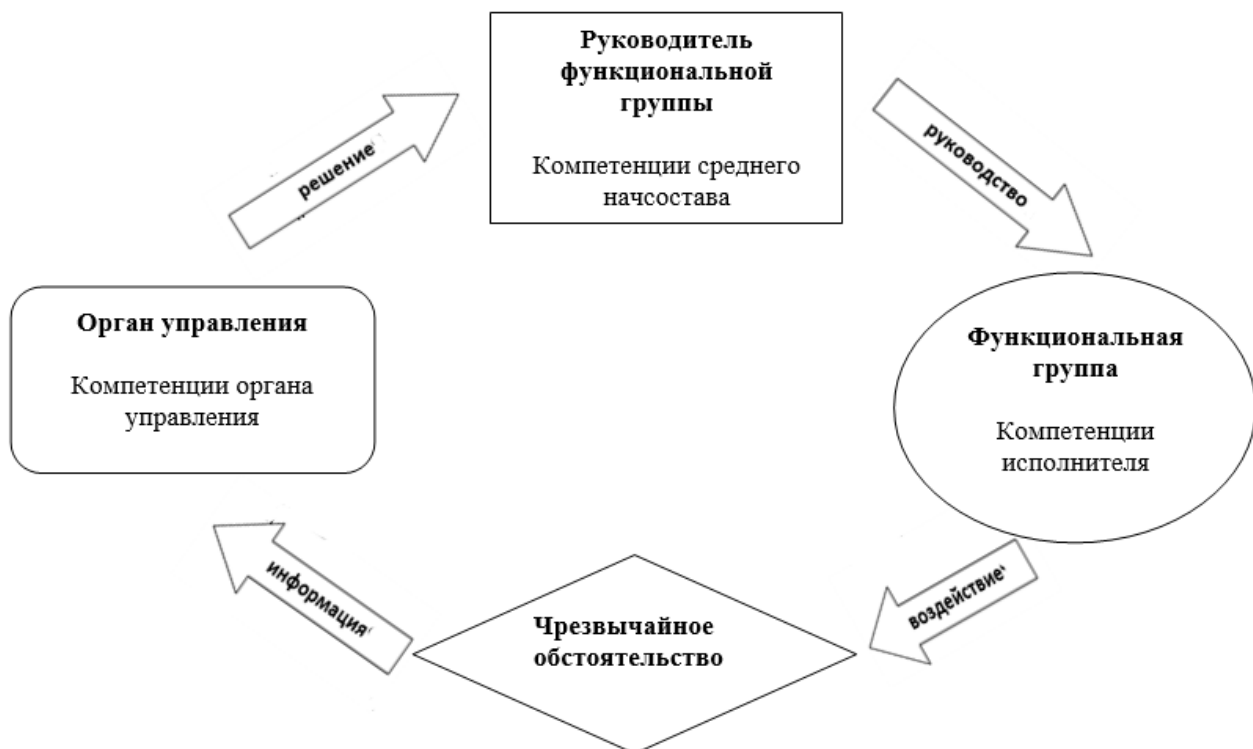 Руководитель
функциональной
группы
Компетенции среднего
начсостава
решение
руководство
Орган управления
Компетенции органа
управления
Функциональная
группа
Компетенции
исполнителя
информация
воздействие
Чрезвычайное
обстоятельство